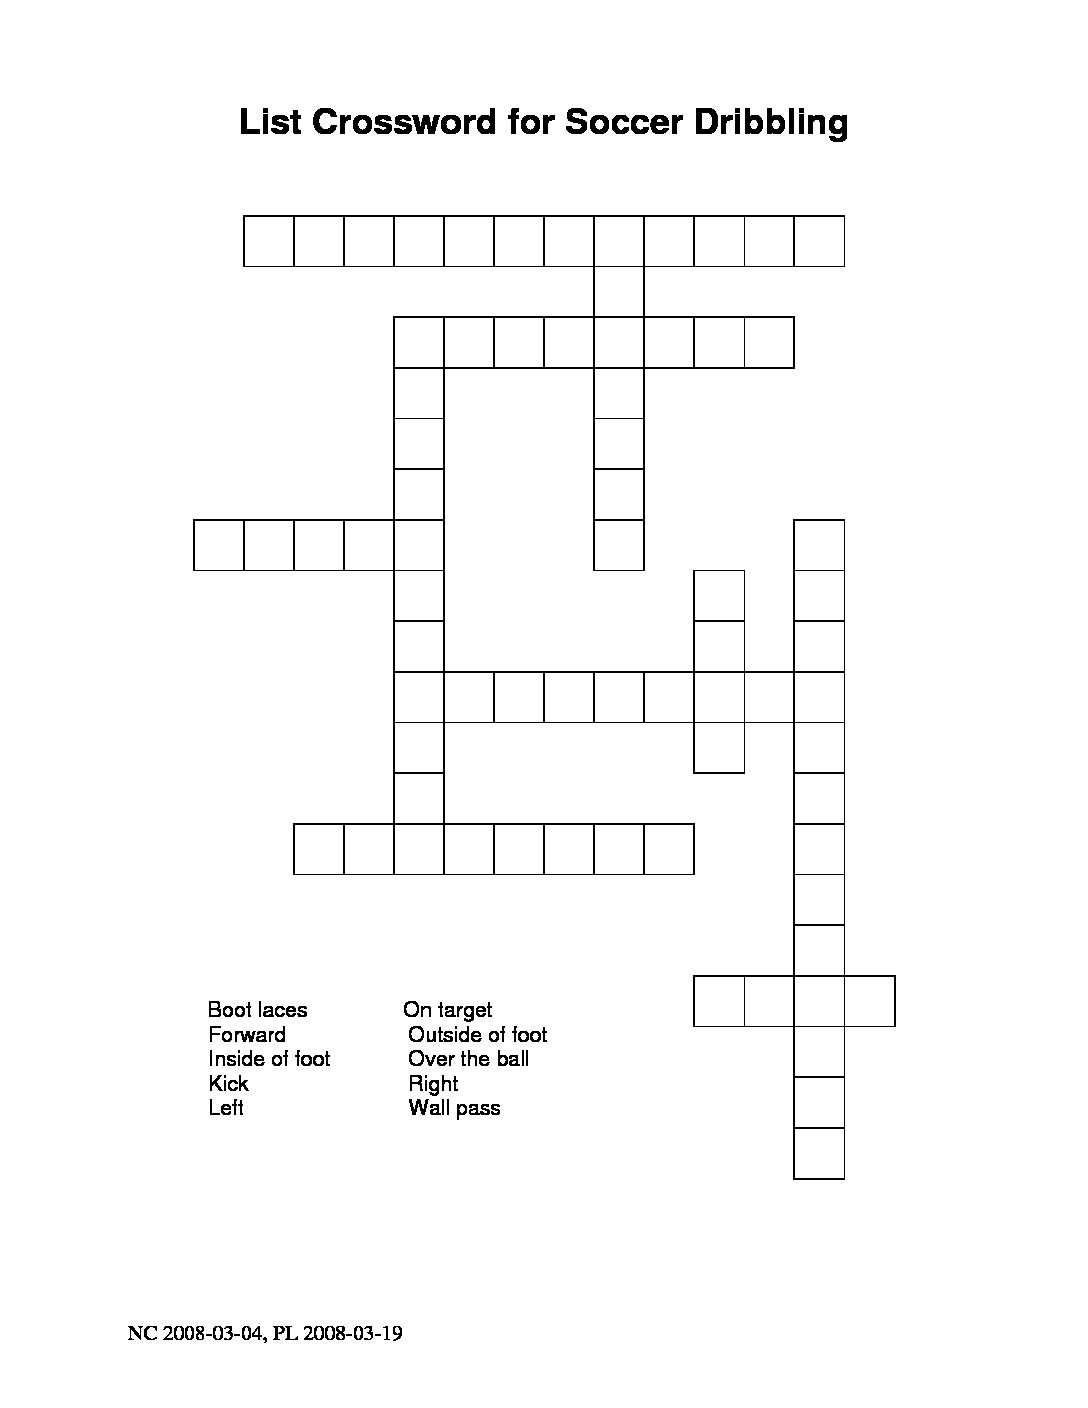 List Crossword for Soccer Dribbling
Boot laces On target
Forward Outside of foot
Inside of foot Over the ball
Kick Right
Left Wall pass
NC 2008-03-04, PL 2008-03-19